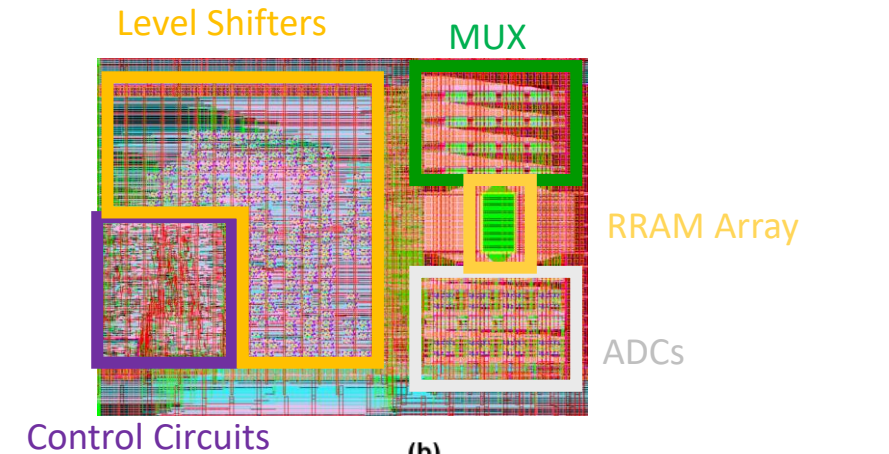 Level Shifters
MUX
RRAM Array
ADCs
Control Circuits
(b)